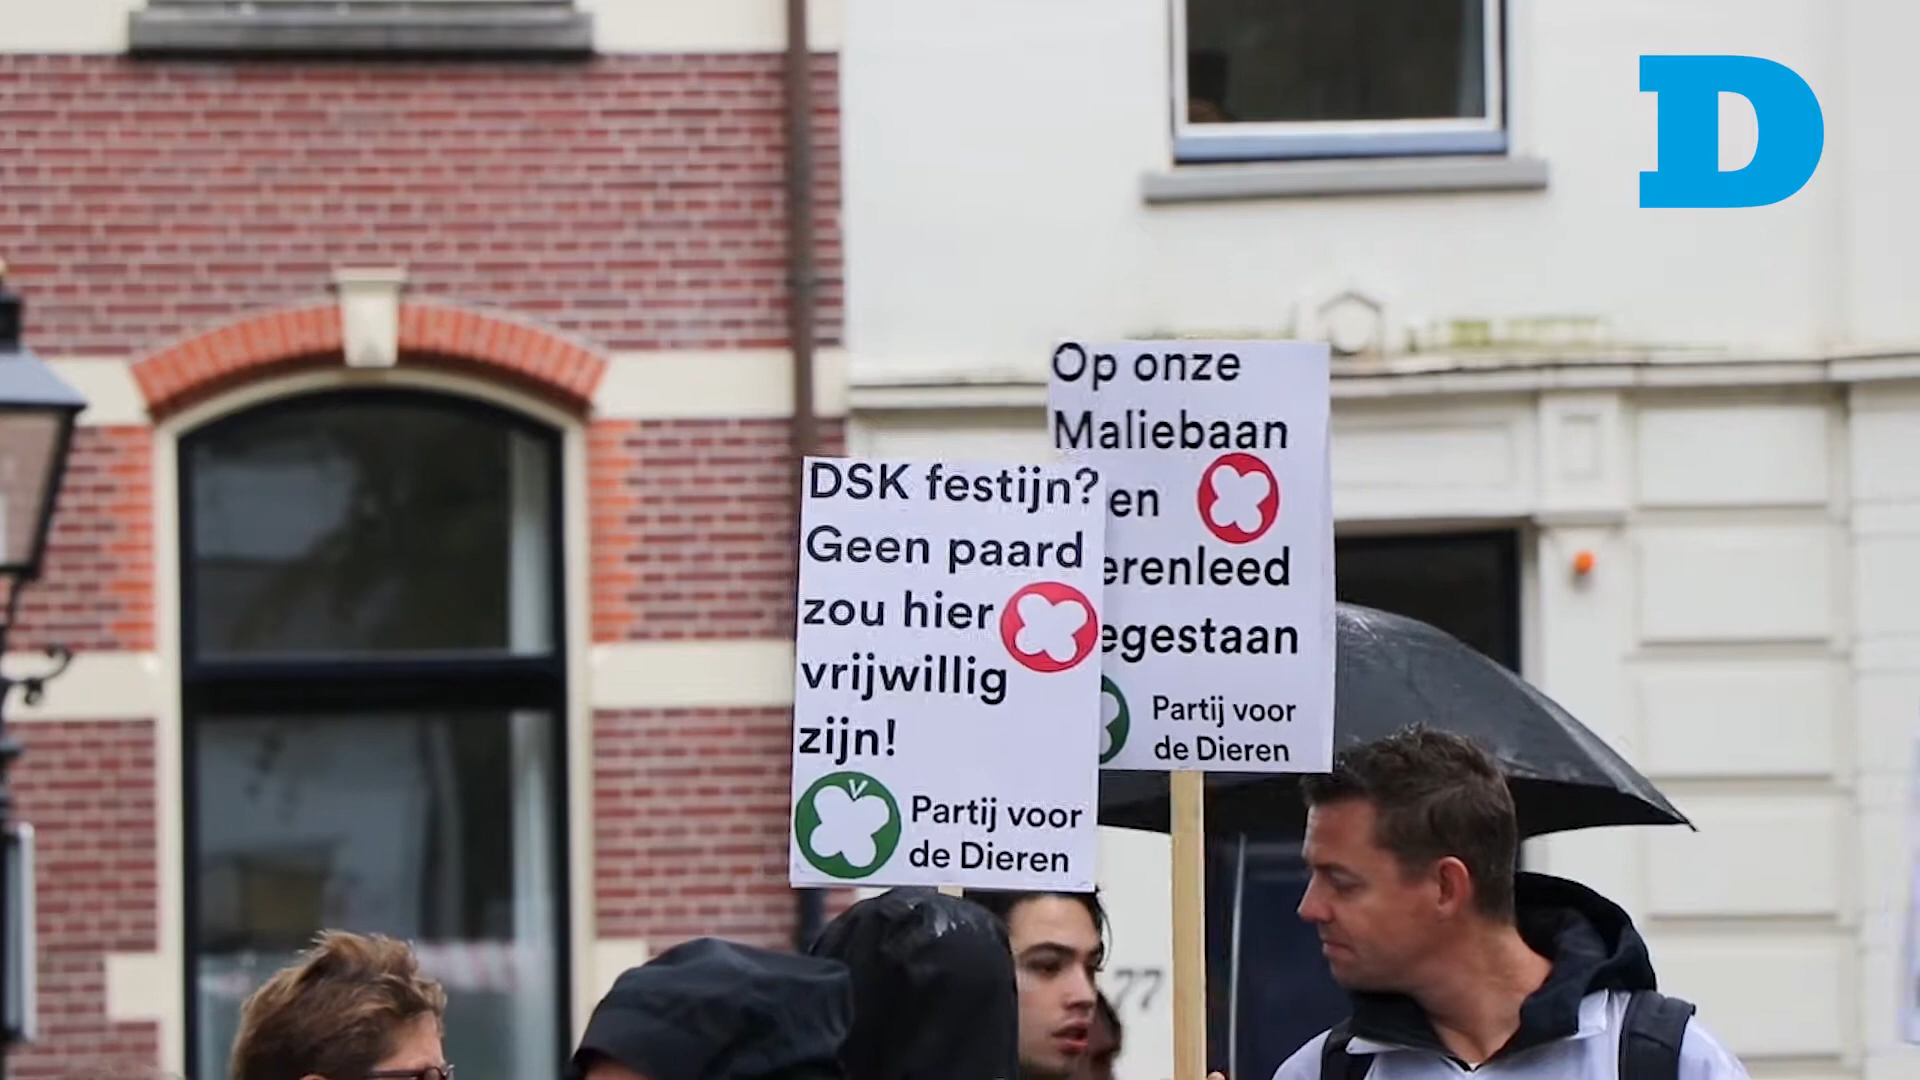 D
Op onze
Maliebaan
en
erenleed
egestaan
Partij voor
de Dieren
DSK festijn?
Geen paard
zou hier
vrijwillig
zijn!
Partij voor
de Dieren
77